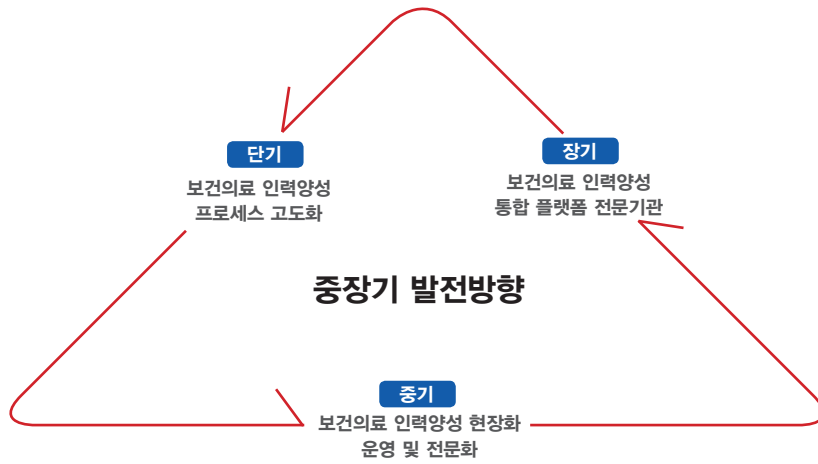 단기
보건의료 인력양성
프로세스 고도화
장기
보건의료 인력양성
통합 플랫폼 전문기관
중장기 발전방향
중기
보건의료 인력양성 현장화
운영 및 전문화